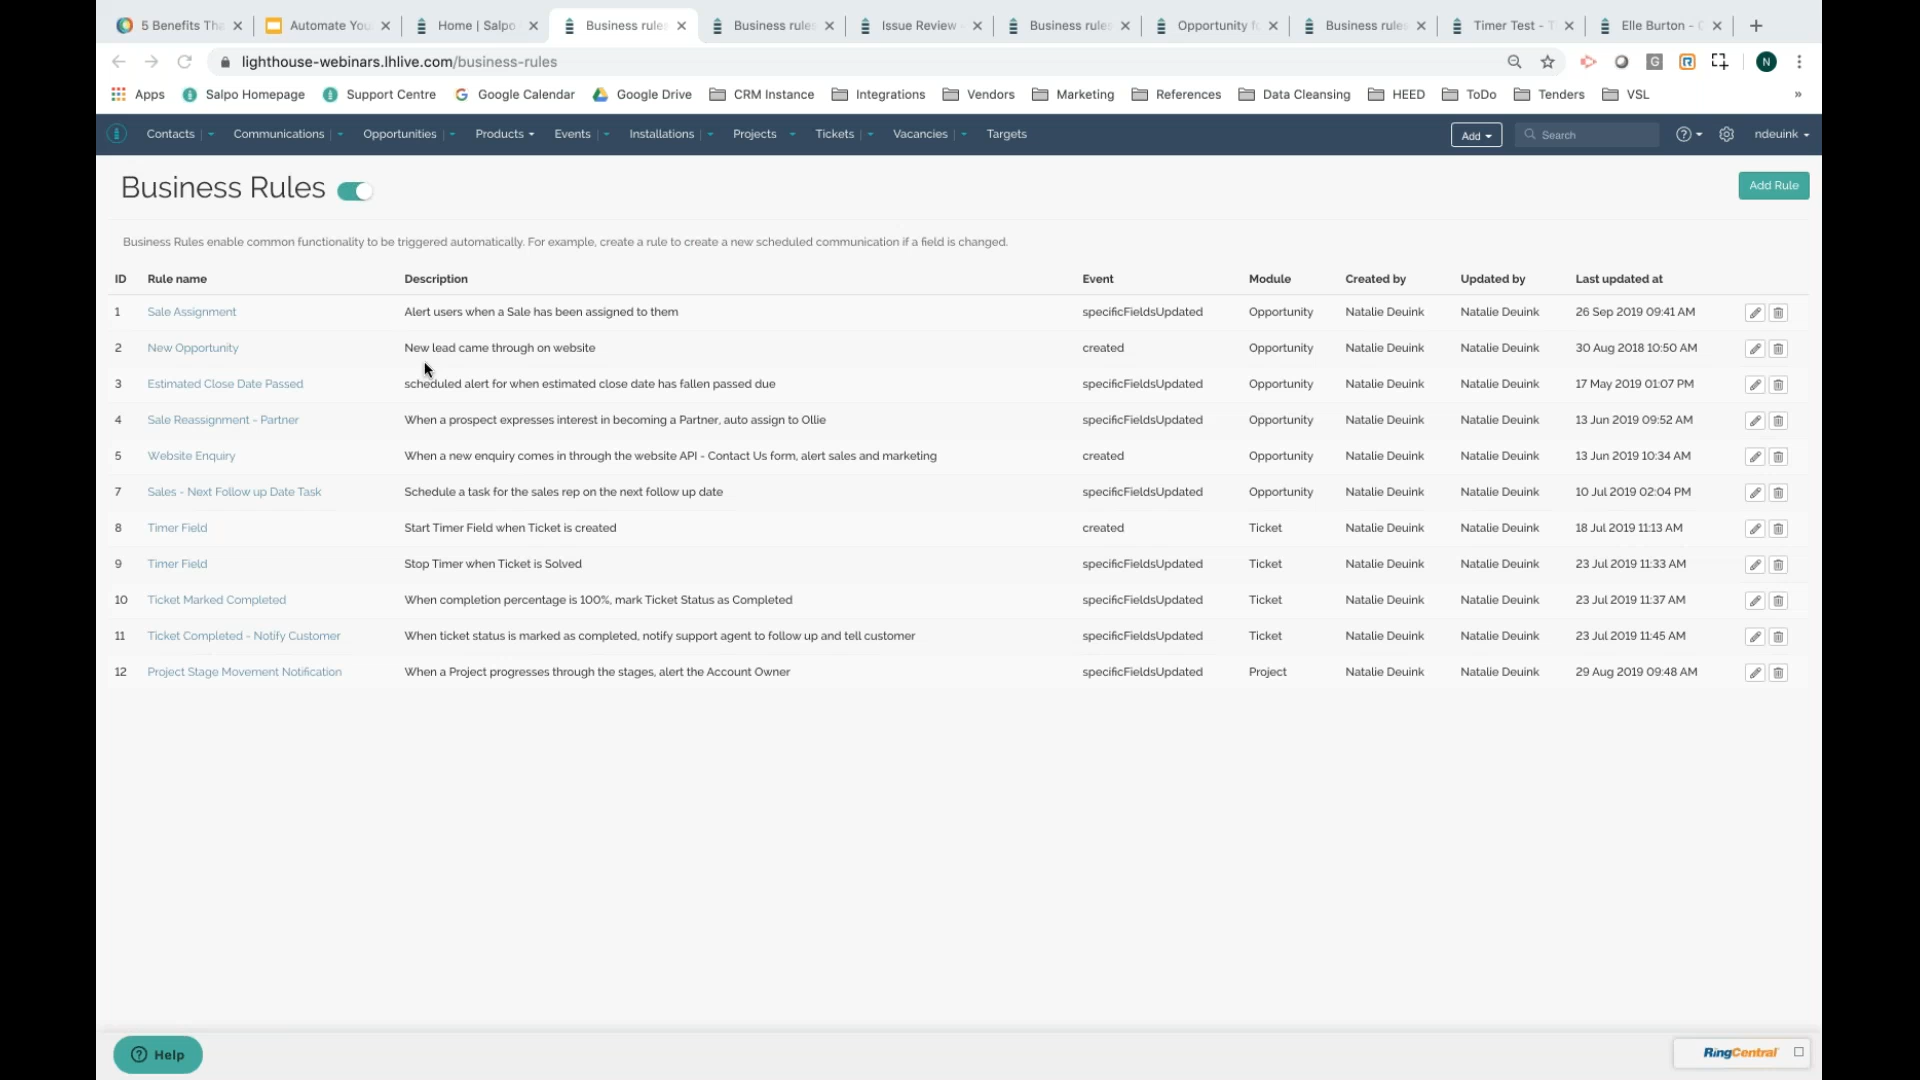 5 Benefits Tha
Automate You
Home | Salpo
Business rules
Business rules
Issue Review -
Business rules
Opportunity fo
Business rules
Timer Test - T
Elle Burton - C
lighthouse-webinars.lhlive.com/business-rules
N
Apps
Salpo Homepage
Support Centre
Google Calendar
Google Drive
CRM Instance
Integrations
Vendors
Marketing
References
Data Cleansing
HEED
ToDo
Tenders
VSL
»
Contacts
Communications
Opportunities
Products
Events
Installations
Projects
Tickets
Vacancies
Targets
Add
Search
ndeuink
Business Rules
Add Rule
Business Rules enable common functionality to be triggered automatically. For example, create a rule to create a new scheduled communication if a field is changed.
ID Rule name Description Event Module Created by Updated by Last updated at
1 Sale Assignment Alert users when a Sale has been assigned to them specificFieldsUpdated Opportunity Natalie Deuink Natalie Deuink 26 Sep 2019 09:41 AM
2 New Opportunity New lead came through on website created Opportunity Natalie Deuink Natalie Deuink 30 Aug 2018 10:50 AM
3 Estimated Close Date Passed scheduled alert for when estimated close date has fallen passed due specificFieldsUpdated Opportunity Natalie Deuink Natalie Deuink 17 May 2019 01:07 PM
4 Sale Reassignment - Partner When a prospect expresses interest in becoming a Partner, auto assign to Ollie specificFieldsUpdated Opportunity Natalie Deuink Natalie Deuink 13 Jun 2019 09:52 AM
5 Website Enquiry When a new enquiry comes in through the website API - Contact Us form, alert sales and marketing created Opportunity Natalie Deuink Natalie Deuink 13 Jun 2019 10:34 AM
7 Sales - Next Follow up Date Task Schedule a task for the sales rep on the next follow up date specificFieldsUpdated Opportunity Natalie Deuink Natalie Deuink 10 Jul 2019 02:04 PM
8 Timer Field Start Timer Field when Ticket is created created Ticket Natalie Deuink Natalie Deuink 18 Jul 2019 11:13 AM
9 Timer Field Stop Timer when Ticket is Solved specificFieldsUpdated Ticket Natalie Deuink Natalie Deuink 23 Jul 2019 11:33 AM
10 Ticket Marked Completed When completion percentage is 100%, mark Ticket Status as Completed specificFieldsUpdated Ticket Natalie Deuink Natalie Deuink 23 Jul 2019 11:37 AM
11 Ticket Completed - Notify Customer When ticket status is marked as completed, notify support agent to follow up and tell customer specificFieldsUpdated Ticket Natalie Deuink Natalie Deuink 23 Jul 2019 11:45 AM
12 Project Stage Movement Notification When a Project progresses through the stages, alert the Account Owner specificFieldsUpdated Project Natalie Deuink Natalie Deuink 29 Aug 2019 09:48 AM
Help
RingCentral